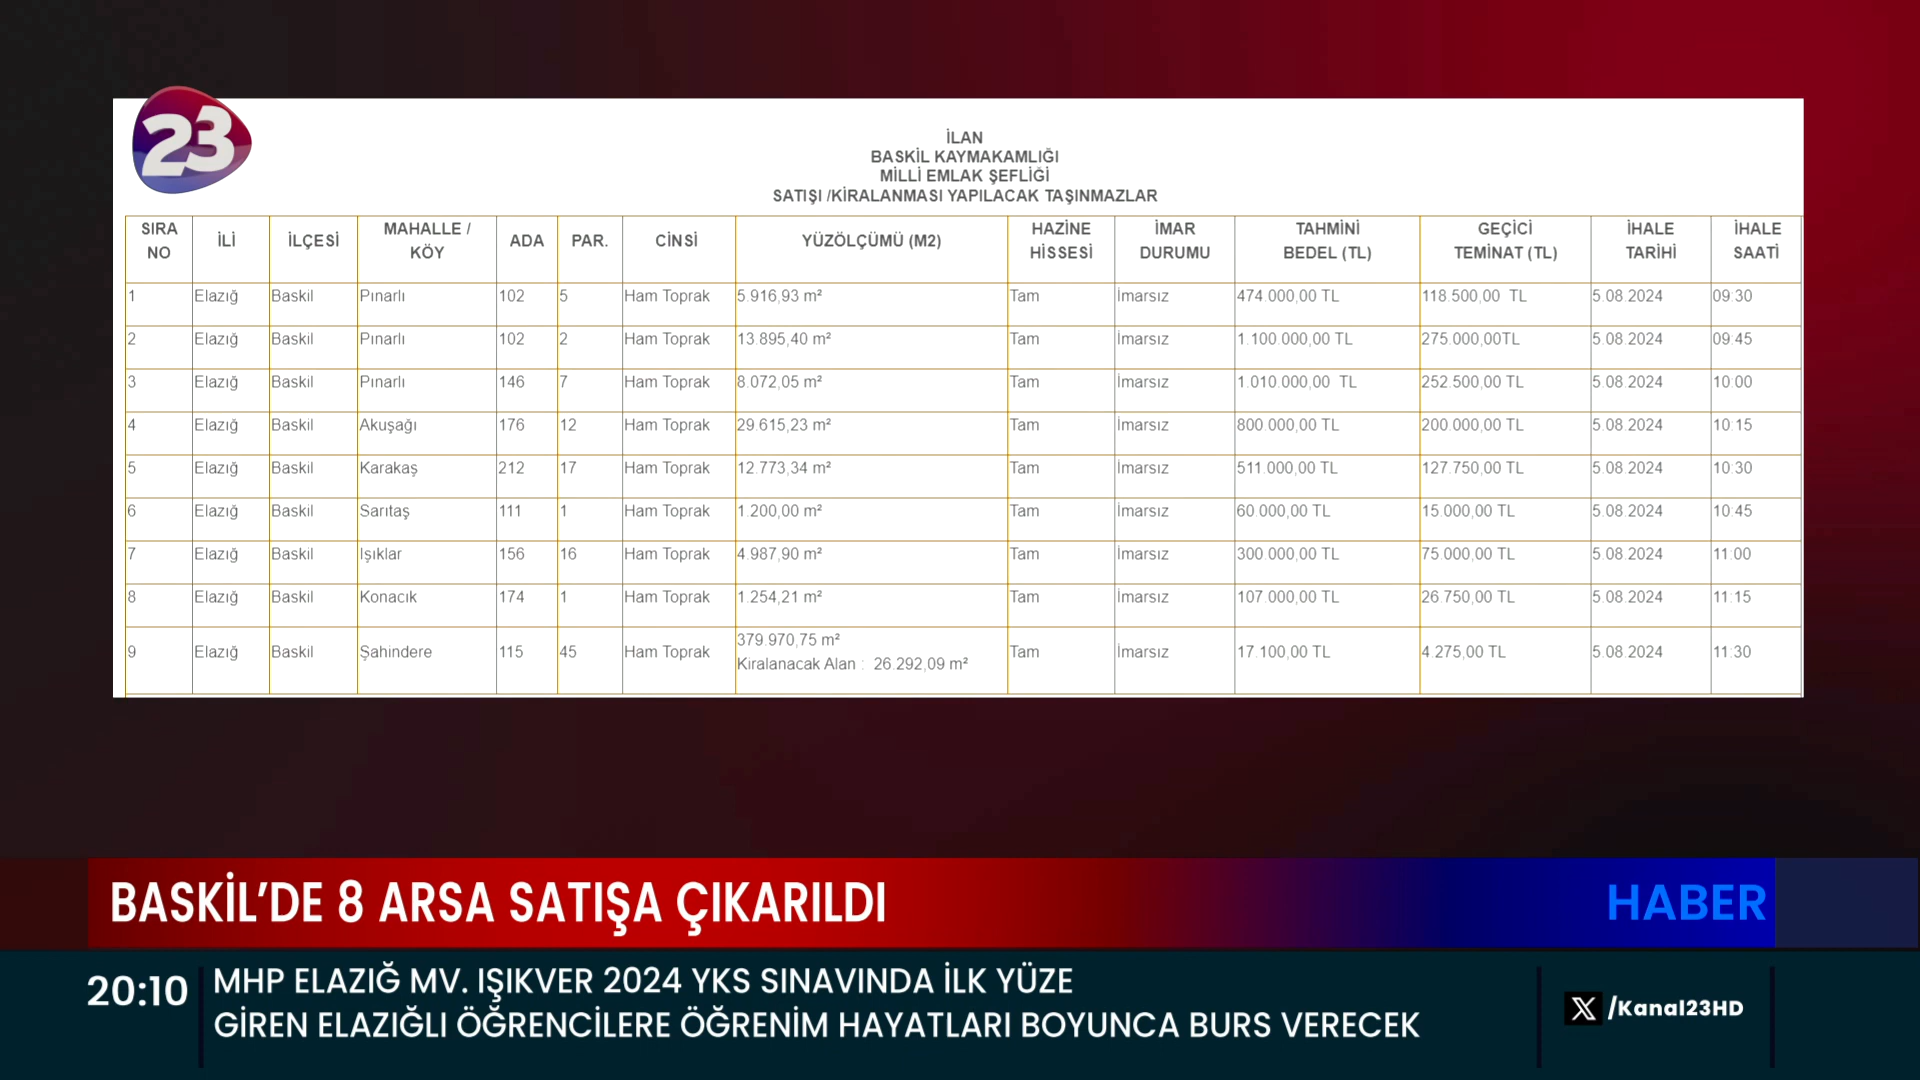 23
İLAN
BASKİL KAYMAKAMLIĞI
MİLLİ EMLAK ŞEFLİĞİ
SATIŞI /KİRALANMASI YAPILACAK TAŞINMAZLAR
SIRA NO İLİ İLÇESİ MAHALLE / KÖY ADA PAR. CİNSİ YÜZÖLÇÜMÜ (M2) HAZİNE HİSSESİ İMAR DURUMU TAHMİNİ BEDEL (TL) GEÇİCİ TEMİNAT (TL) İHALE TARİHİ İHALE SAATİ
1 Elazığ Baskil Pınarlı 102 5 Ham Toprak 5.916,93 m² Tam İmarsız 474.000,00 TL 118.500,00 TL 5.08.2024 09:30
2 Elazığ Baskil Pınarlı 102 2 Ham Toprak 13.895,40 m² Tam İmarsız 1.100.000,00 TL 275.000,00TL 5.08.2024 09:45
3 Elazığ Baskil Pınarlı 146 7 Ham Toprak 8.072,05 m² Tam İmarsız 1.010.000,00 TL 252.500,00 TL 5.08.2024 10:00
4 Elazığ Baskil Akuşağı 176 12 Ham Toprak 29.615,23 m² Tam İmarsız 800.000,00 TL 200.000,00 TL 5.08.2024 10:15
5 Elazığ Baskil Karakaş 212 17 Ham Toprak 12.773,34 m² Tam İmarsız 511.000,00 TL 127.750,00 TL 5.08.2024 10:30
6 Elazığ Baskil Sarıtaş 111 1 Ham Toprak 1.200,00 m² Tam İmarsız 60.000,00 TL 15.000,00 TL 5.08.2024 10:45
7 Elazığ Baskil Işıklar 156 16 Ham Toprak 4.987,90 m² Tam İmarsız 300.000,00 TL 75.000,00 TL 5.08.2024 11:00
8 Elazığ Baskil Konacık 174 1 Ham Toprak 1.254,21 m² Tam İmarsız 107.000,00 TL 26.750,00 TL 5.08.2024 11:15
9 Elazığ Baskil Şahindere 115 45 Ham Toprak 379.970,75 m² Kiralanacak Alan : 26.292,09 m² Tam İmarsız 17.100,00 TL 4.275,00 TL 5.08.2024 11:30
BASKİL'DE 8 ARSA SATIŞA ÇIKARILDI
HABER
20:10
MHP ELAZIĞ MV. IŞIKVER 2024 YKS SINAVINDA İLK YÜZE
GİREN ELAZIĞLI ÖĞRENCİLERE ÖĞRENİM HAYATLARI BOYUNCA BURS VERECEK
X /Kanal23HD